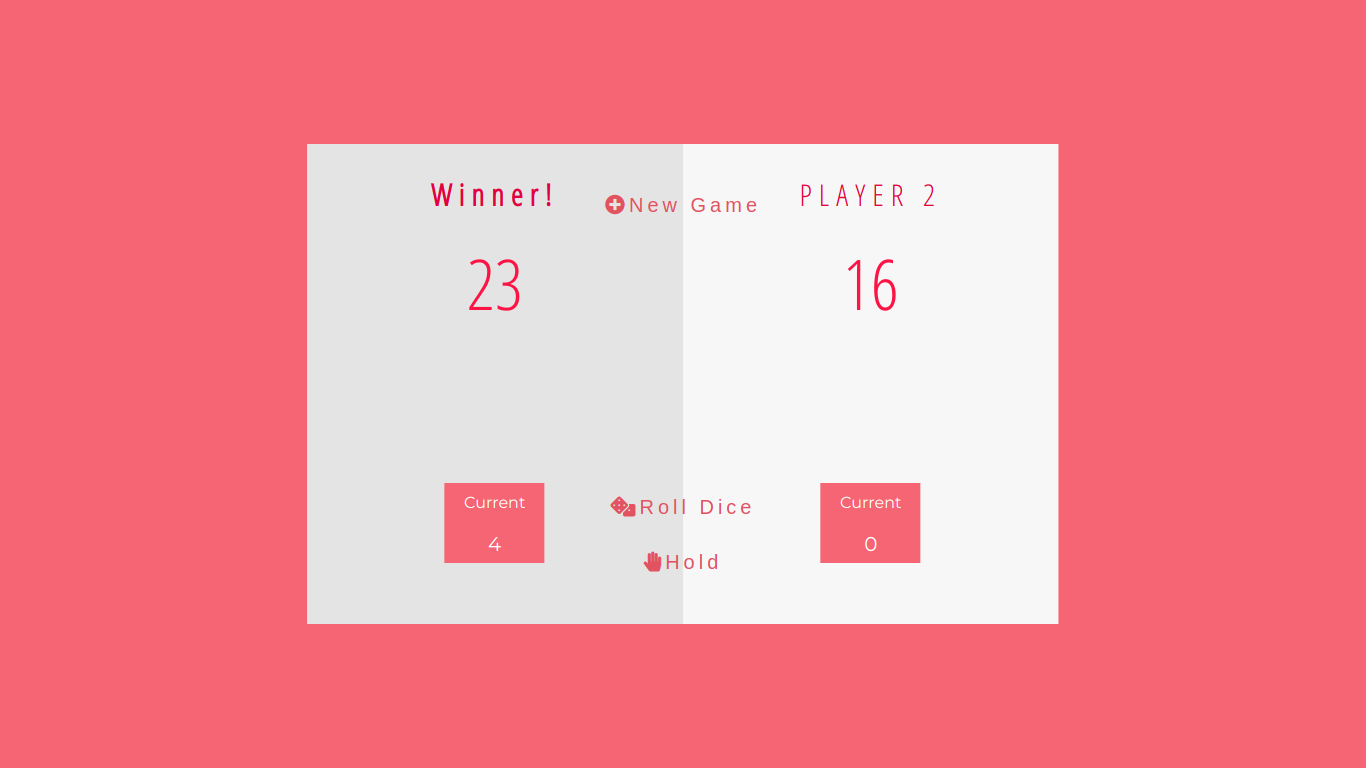 Winner!
New Game
PLAYER 2
23
16
Current
4
Roll Dice
Hold
Current
0